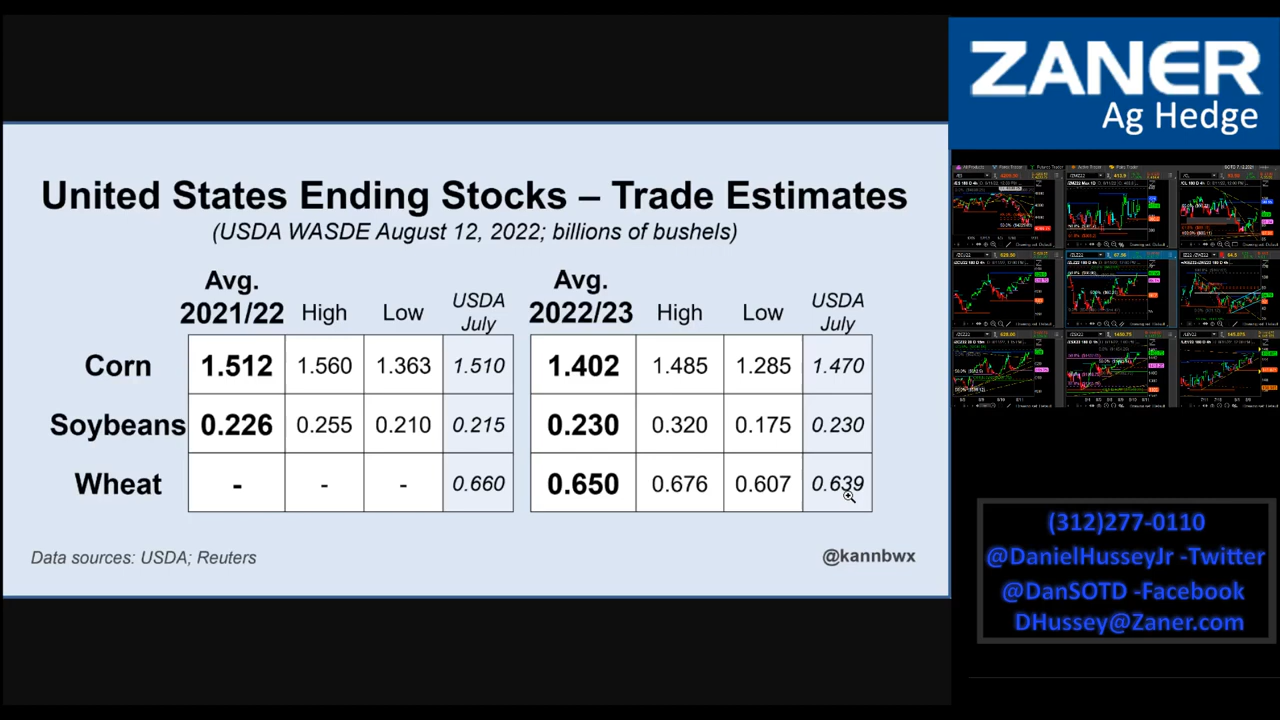 ZANER
Ag Hedge
United States Ending Stocks – Trade Estimates
(USDA WASDE August 12, 2022; billions of bushels)
Avg. 2021/22 High Low USDA July Avg. 2022/23 High Low USDA July
Corn 1.512 1.560 1.363 1.510 1.402 1.485 1.285 1.470
Soybeans 0.226 0.255 0.210 0.215 0.230 0.320 0.175 0.230
Wheat - - - 0.660 0.650 0.676 0.607 0.639
Data sources: USDA; Reuters
@kannbwx
(312)277-0110
@DanielHusseyJr -Twitter
@DanSOTD -Facebook
DHussey@Zaner.com